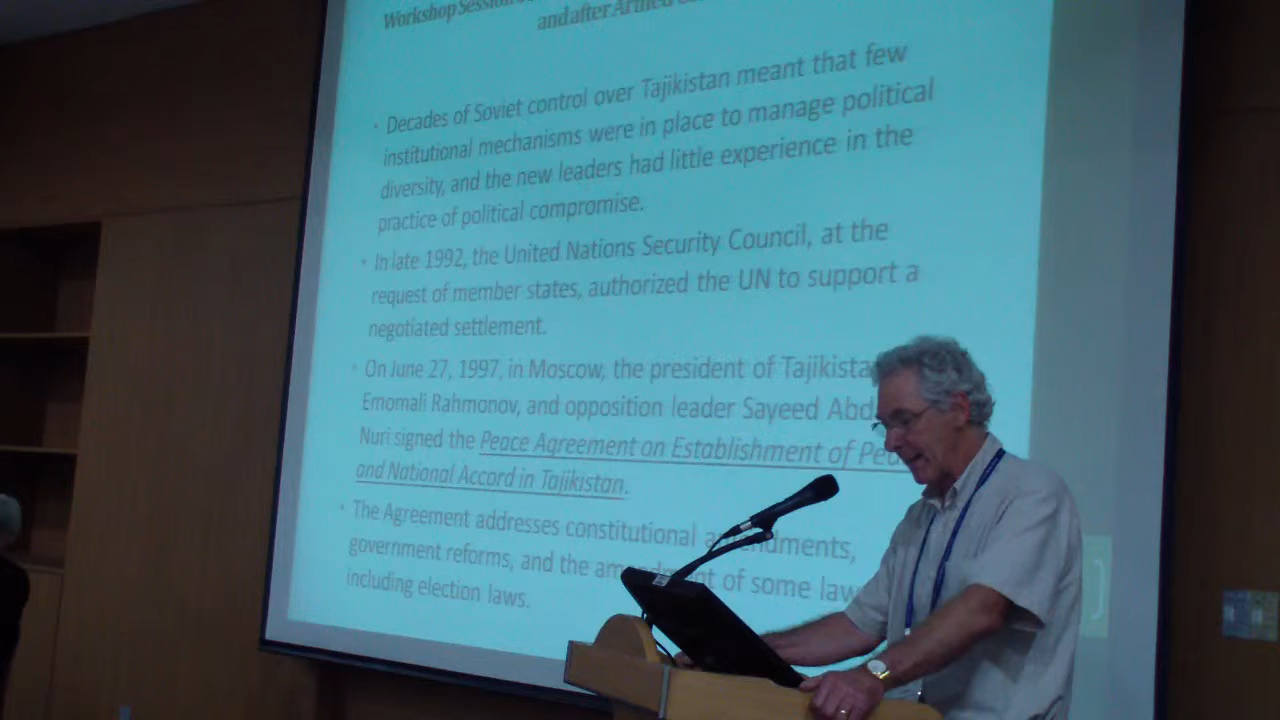 Workshop Session
and after Armed
• Decades of Soviet control over Tajikistan meant that few
institutional mechanisms were in place to manage political
diversity, and the new leaders had little experience in the
practice of political compromise.
• In late 1992, the United Nations Security Council, at the
request of member states, authorized the UN to support a
negotiated settlement.
• On June 27, 1997, in Moscow, the president of Tajikista
Emomali Rahmonov, and opposition leader Sayeed Abd
Nuri signed the Peace Agreement on Establishment of Pea
and National Accord in Tajikistan.
• The Agreement addresses constitutional amendments,
government reforms, and the amendment of some law
including election laws.